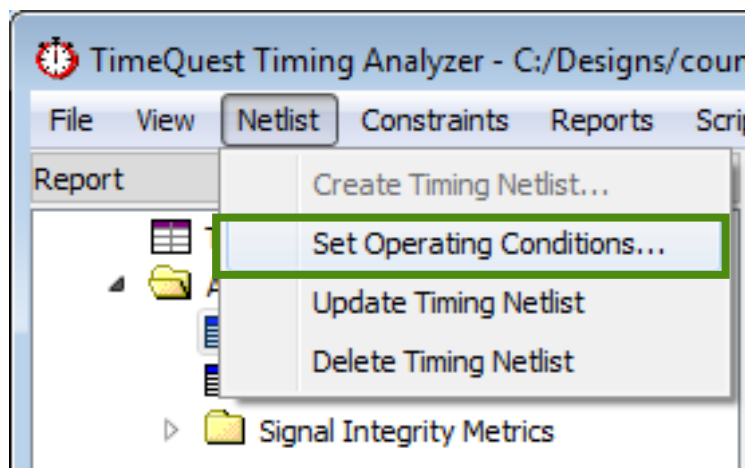 TimeQuest Timing Analyzer - C:/Designs/coun
File View Netlist Constraints Reports Scrip
Report
Create Timing Netlist...
Set Operating Conditions...
Update Timing Netlist
Delete Timing Netlist
Signal Integrity Metrics